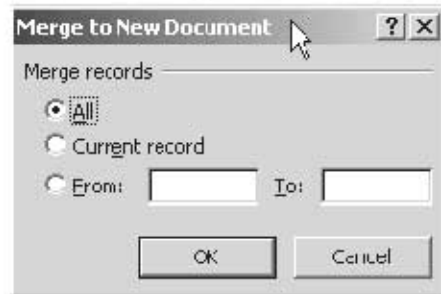 Merge to New Document ? ×
Merge records
All
Current record
From: To:
OK Cancel